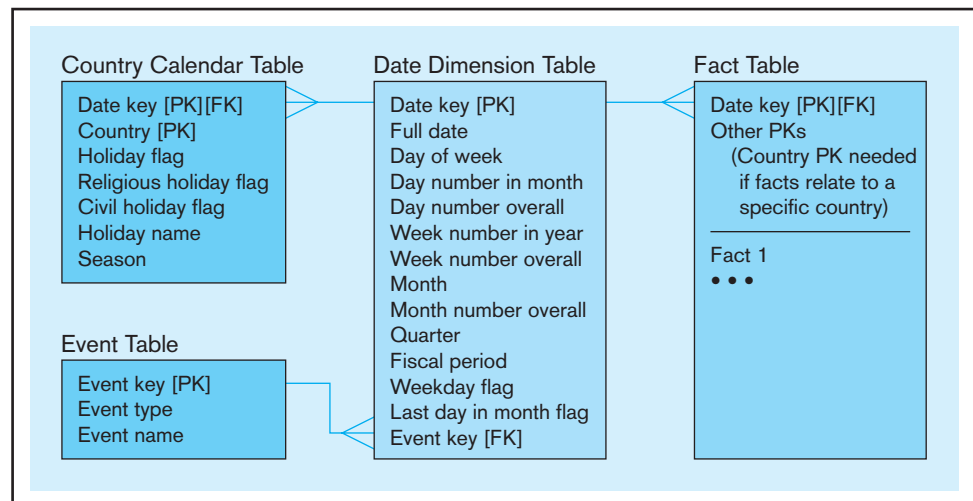 Country Calendar Table
Date key [PK][FK]
Country [PK]
Holiday flag
Religious holiday flag
Civil holiday flag
Holiday name
Season
Event Table
Event key [PK]
Event type
Event name
Date Dimension Table
Date key [PK]
Full date
Day of week
Day number in month
Day number overall
Week number in year
Week number overall
Month
Month number overall
Quarter
Fiscal period
Weekday flag
Last day in month flag
Event key [FK]
Fact Table
Date key [PK][FK]
Other PKs
(Country PK needed
if facts relate to a
specific country)
Fact 1
• • •